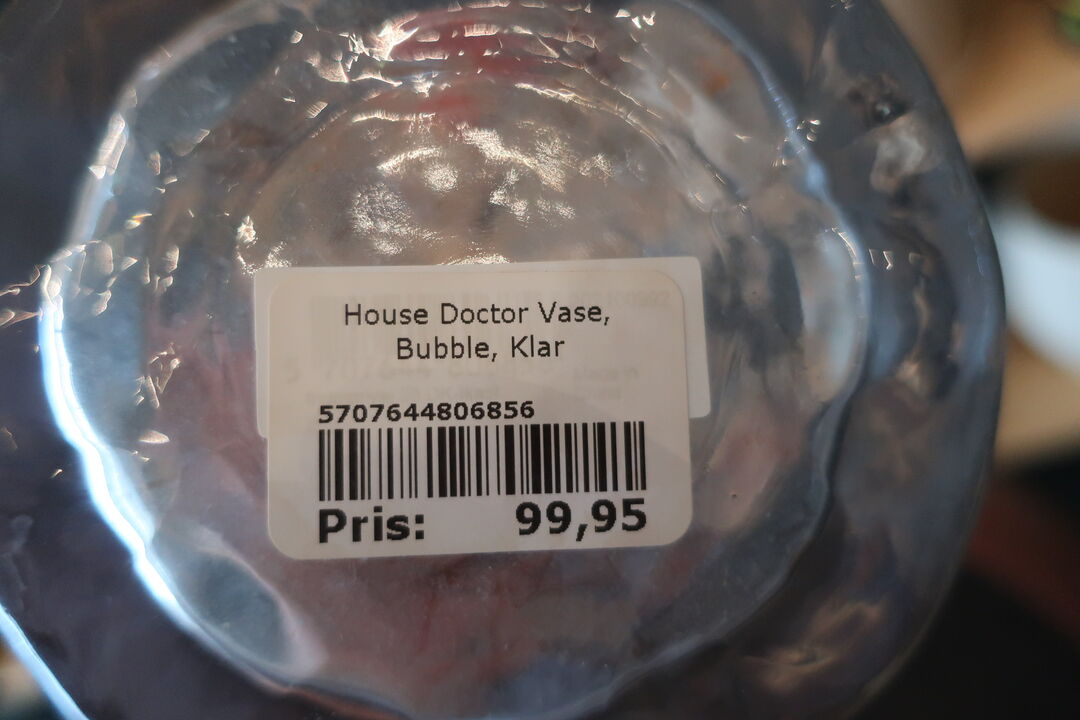 House Doctor Vase,
Bubble, Klar
5707644806856
Pris: 99,95